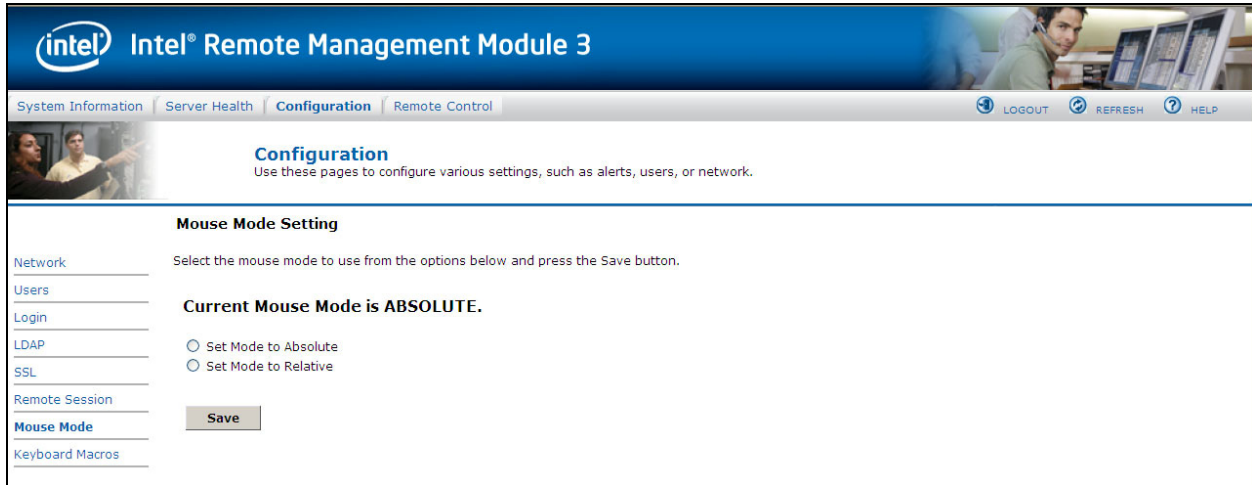 intel Intel® Remote Management Module 3
System Information Server Health Configuration Remote Control LOGOUT REFRESH HELP
Configuration
Use these pages to configure various settings, such as alerts, users, or network.
Mouse Mode Setting
Select the mouse mode to use from the options below and press the Save button.
Network
Users
Login
LDAP
SSL
Remote Session
Mouse Mode
Keyboard Macros
Current Mouse Mode is ABSOLUTE.
Set Mode to Absolute
Set Mode to Relative
Save